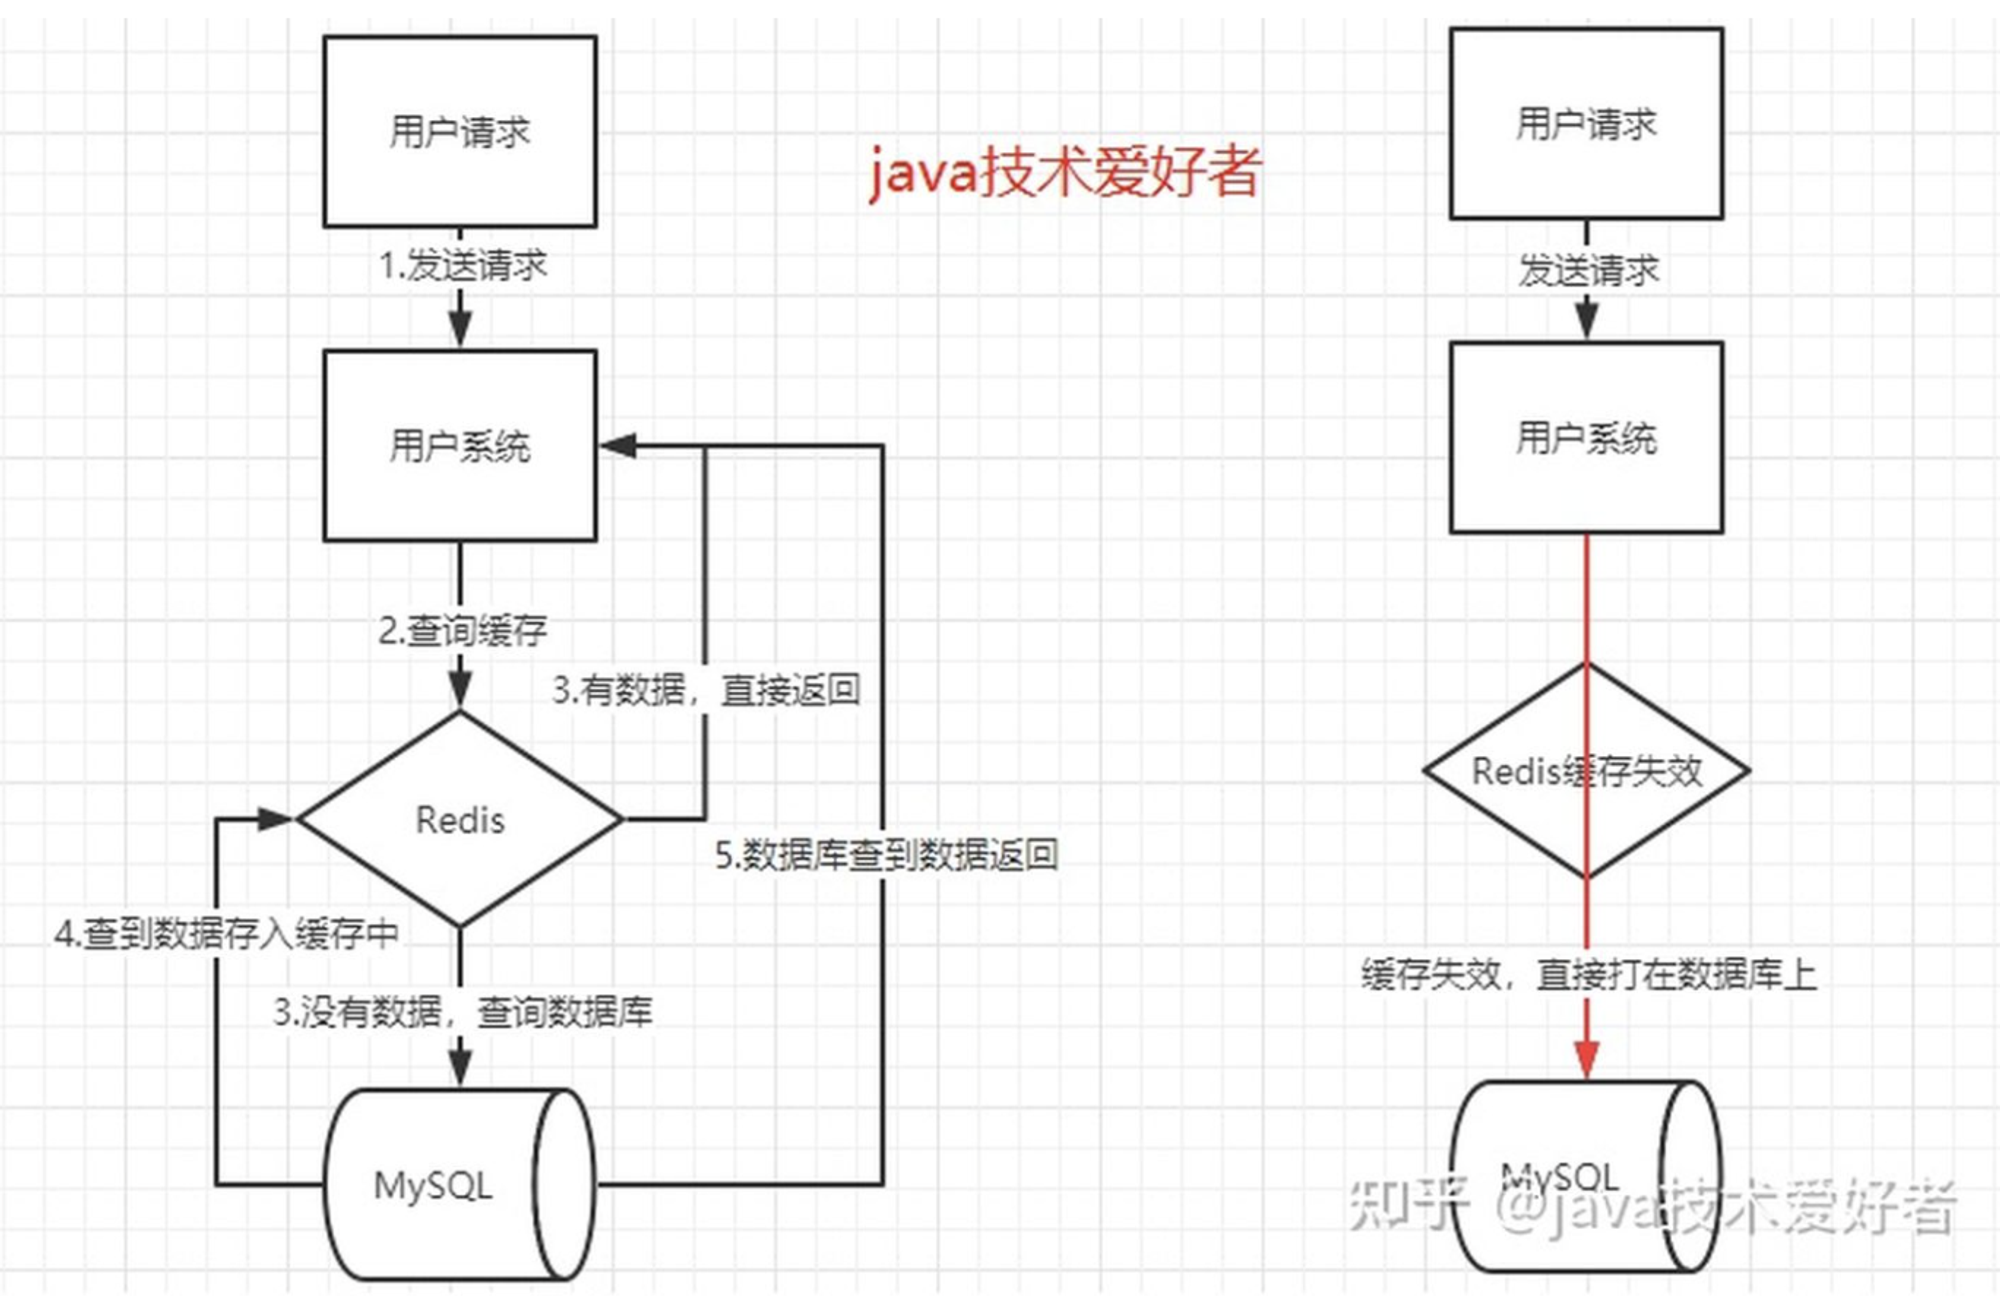 用户请求
1.发送请求
用户系统
2.查询缓存
3.有数据，直接返回
Redis
5.数据库查到数据返回
4.查到数据存入缓存中
3.没有数据，查询数据库
MySQL
java技术爱好者
用户请求
发送请求
用户系统
Redis缓存失效
缓存失效，直接打在数据库上
MySQL
知乎 @java技术爱好者